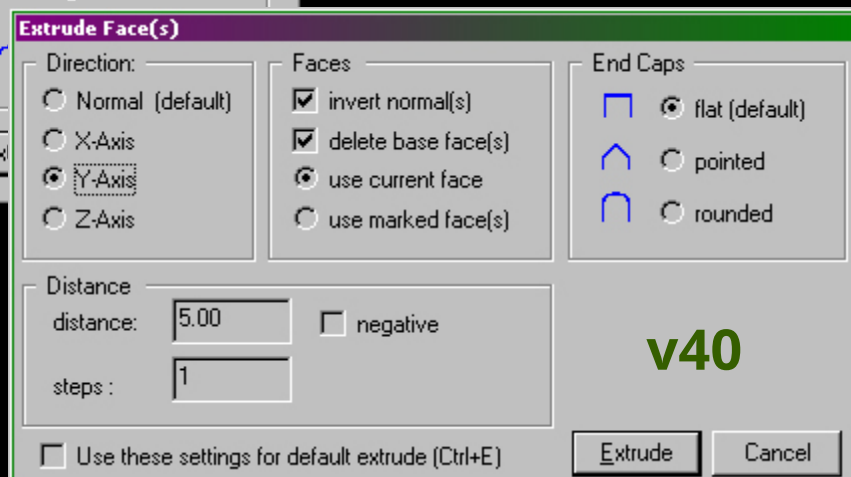 Extrude Face(s)
Direction:
Normal (default)
X-Axis
Y-Axis
Z-Axis
Faces
invert normal(s)
delete base face(s)
use current face
use marked face(s)
End Caps
flat (default)
pointed
rounded
Distance
distance: 5.00
negative
steps : 1
v40
Use these settings for default extrude (Ctrl+E)
Extrude
Cancel